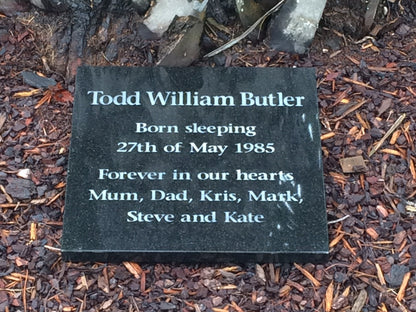 Todd William Butler
Born sleeping
27th of May 1985
Forever in our hearts
Mum, Dad, Kris, Mark,
Steve and Kate